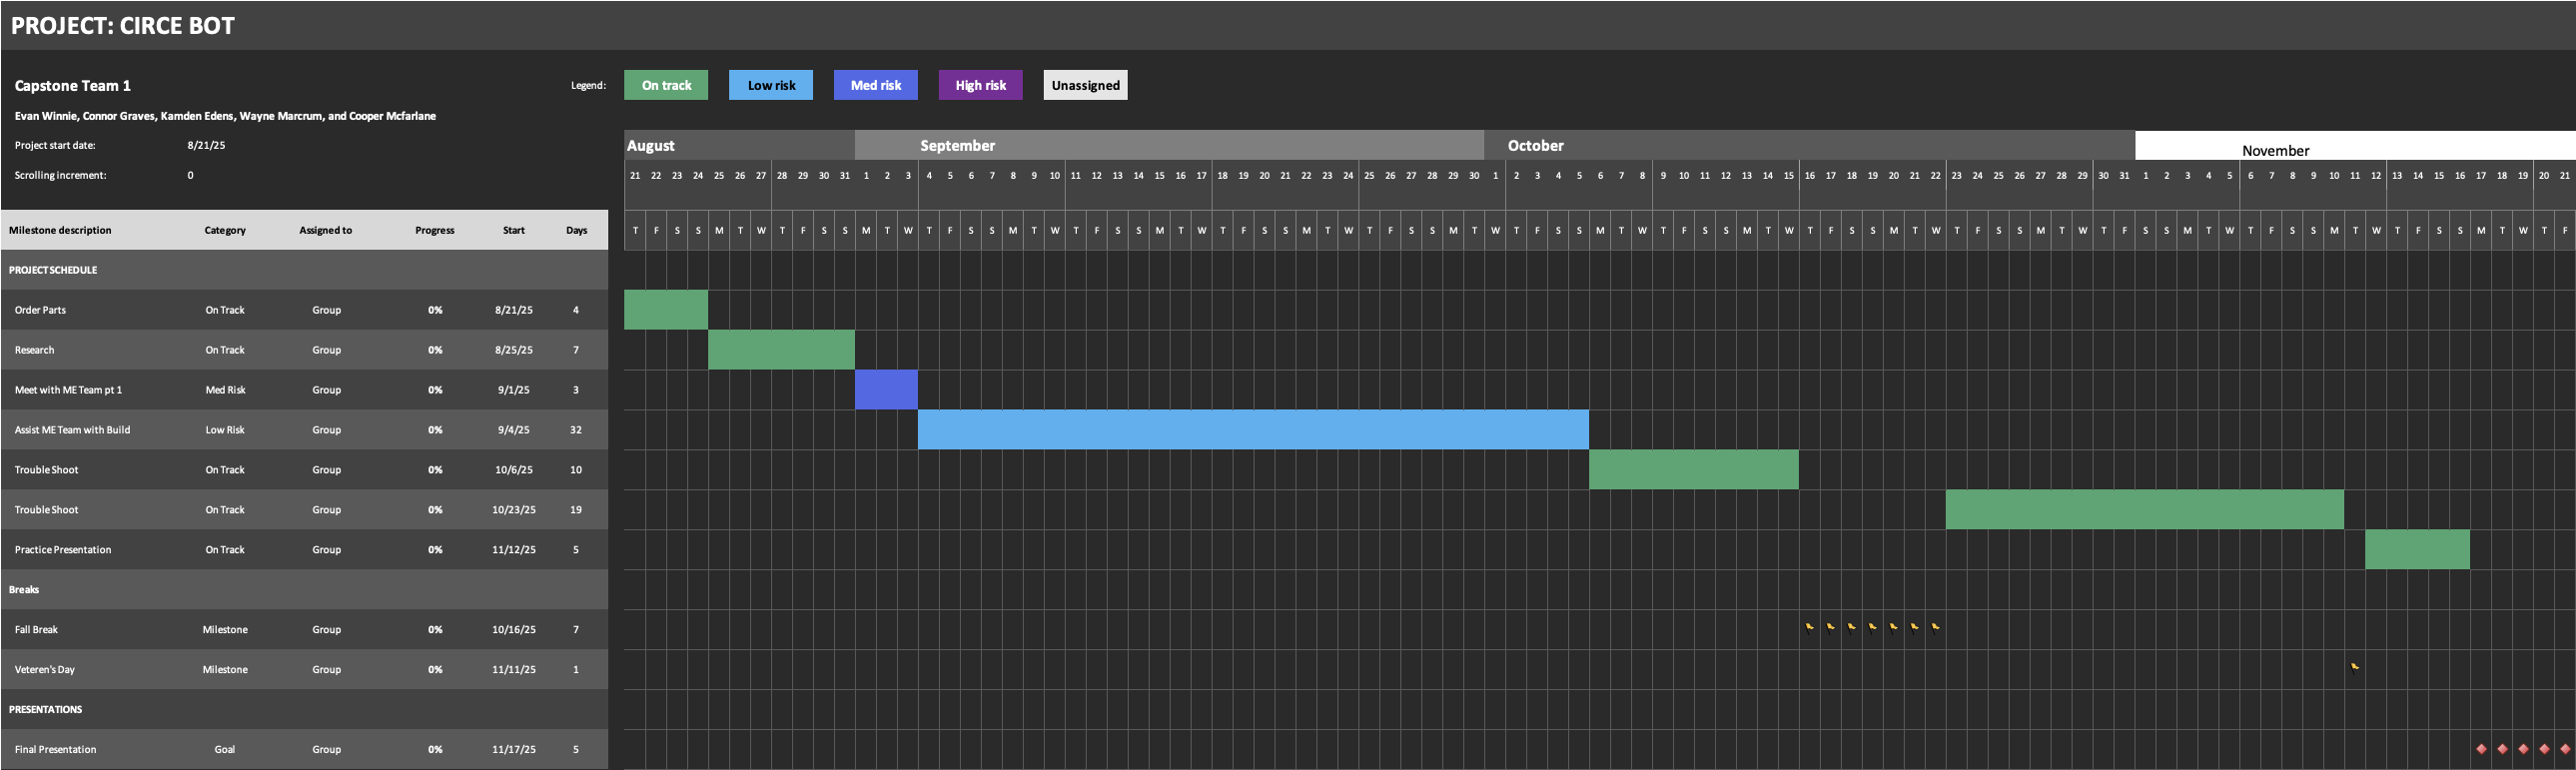 PROJECT: CIRCE BOT
Capstone Team 1
Legend: On track Low risk Med risk High risk Unassigned
Evan Winnie, Connor Graves, Kamden Edens, Wayne Marcrum, and Cooper Mcfarlane
Project start date: 8/21/25
August September October November
Scrolling increment: 0
21 22 23 24 25 26 27 28 29 30 31 1 2 3 4 5 6 7 8 9 10 11 12 13 14 15 16 17 18 19 20 21 22 23 24 25 26 27 28 29 30 1 2 3 4 5 6 7 8 9 10 11 12 13 14 15 16 17 18 19 20 21 22 23 24 25 26 27 28 29 30 31 1 2 3 4 5 6 7 8 9 10 11 12 13 14 15 16 17 18 19 20 21
Milestone description Category Assigned to Progress Start Days T F S S M T W T F S S M T W T F S S M T W T F S S M T W T F S S M T W T F S S M T W T F S S M T W T F S S M T W T F S S M T W T F S S M T W T F S S M T W T F S S M T W T F S S M T W T F
PROJECT SCHEDULE
Order Parts On Track Group 0% 8/21/25 4
Research On Track Group 0% 8/25/25 7
Meet with ME Team pt 1 Med Risk Group 0% 9/1/25 3
Assist ME Team with Build Low Risk Group 0% 9/4/25 32
Trouble Shoot On Track Group 0% 10/6/25 10
Trouble Shoot On Track Group 0% 10/23/25 19
Practice Presentation On Track Group 0% 11/12/25 5
Breaks
Fall Break Milestone Group 0% 10/16/25 7
Veteren's Day Milestone Group 0% 11/11/25 1
PRESENTATIONS
Final Presentation Goal Group 0% 11/17/25 5